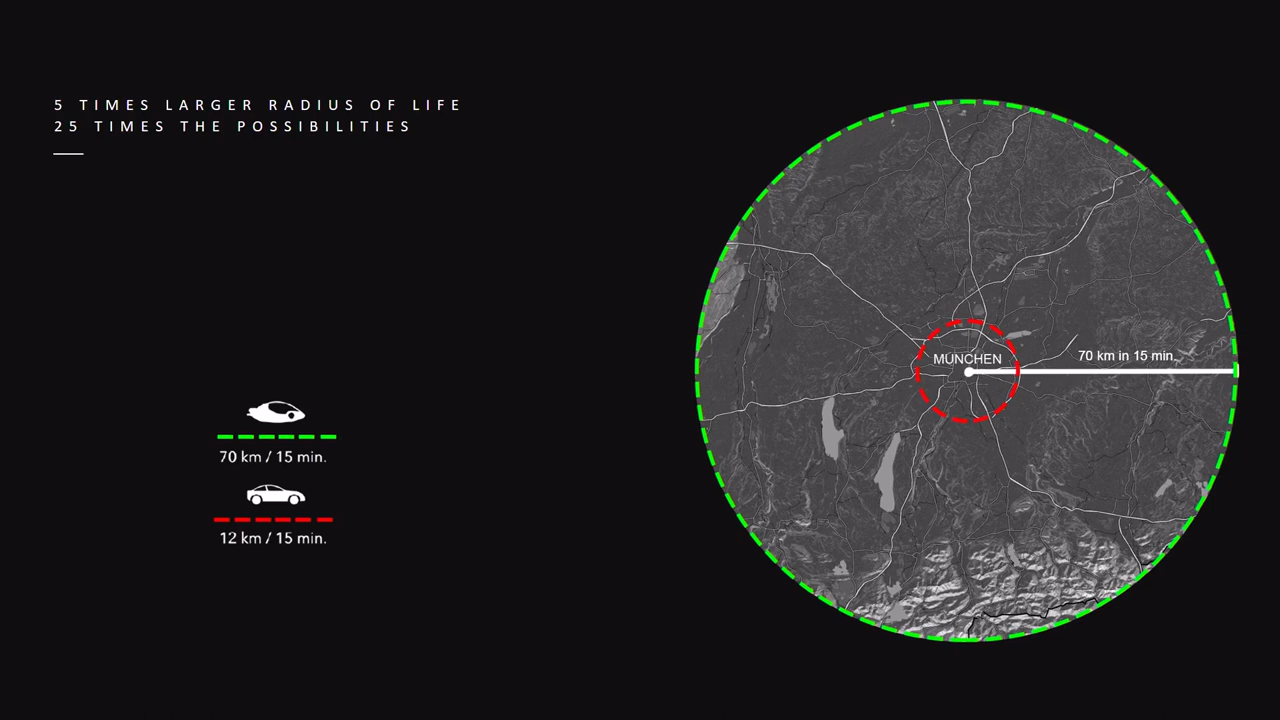 5 TIMES LARGER RADIUS OF LIFE
25 TIMES THE POSSIBILITIES
MÜNCHEN
70 km in 15 min.
70 km / 15 min.
12 km / 15 min.